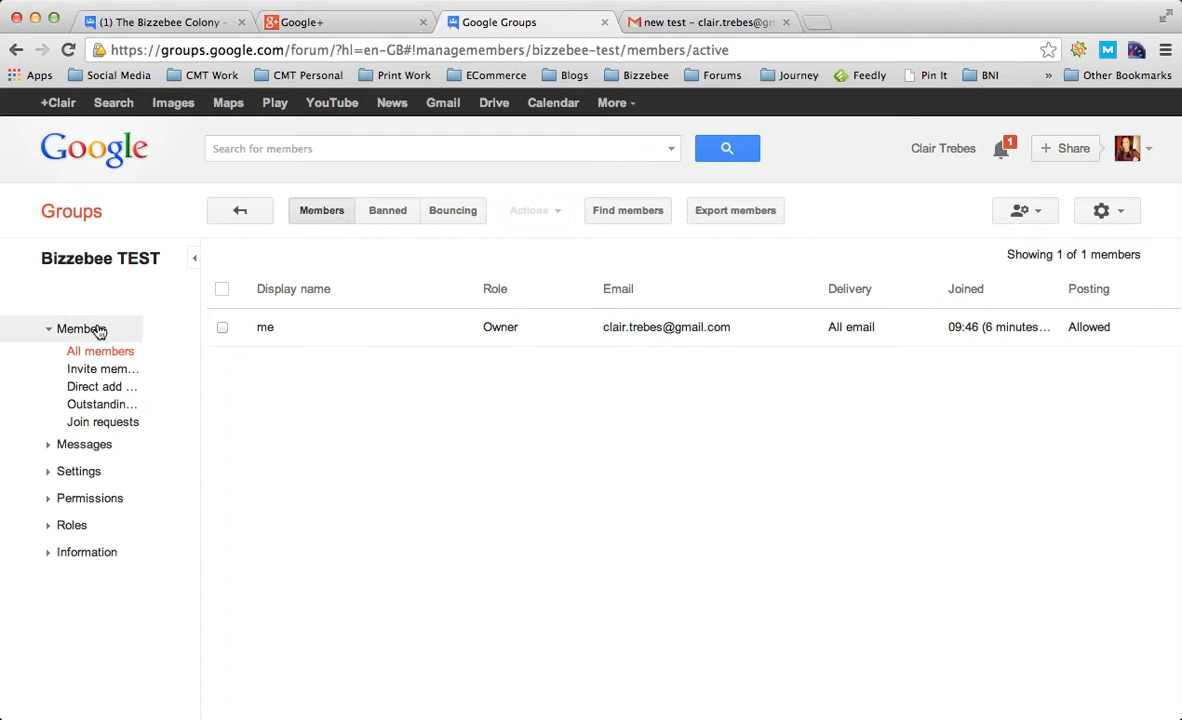 (1) The Bizzebee Colony -
Google+
Google Groups
new test - clair.trebes@gm
https://groups.google.com/forum/?hl=en-GB#!managemembers/bizzebee-test/members/active
Apps Social Media CMT Work CMT Personal Print Work ECommerce Blogs Bizzebee Forums Journey Feedly Pin It BNI » Other Bookmarks
+Clair Search Images Maps Play YouTube News Gmail Drive Calendar More
Google
Search for members
Clair Trebes
1
+ Share
Groups
Members Banned Bouncing Actions Find members Export members
Bizzebee TEST
Showing 1 of 1 members
Display name Role Email Delivery Joined Posting
me Owner clair.trebes@gmail.com All email 09:46 (6 minutes... Allowed
Members
All members
Invite mem...
Direct add ...
Outstandin...
Join requests
Messages
Settings
Permissions
Roles
Information